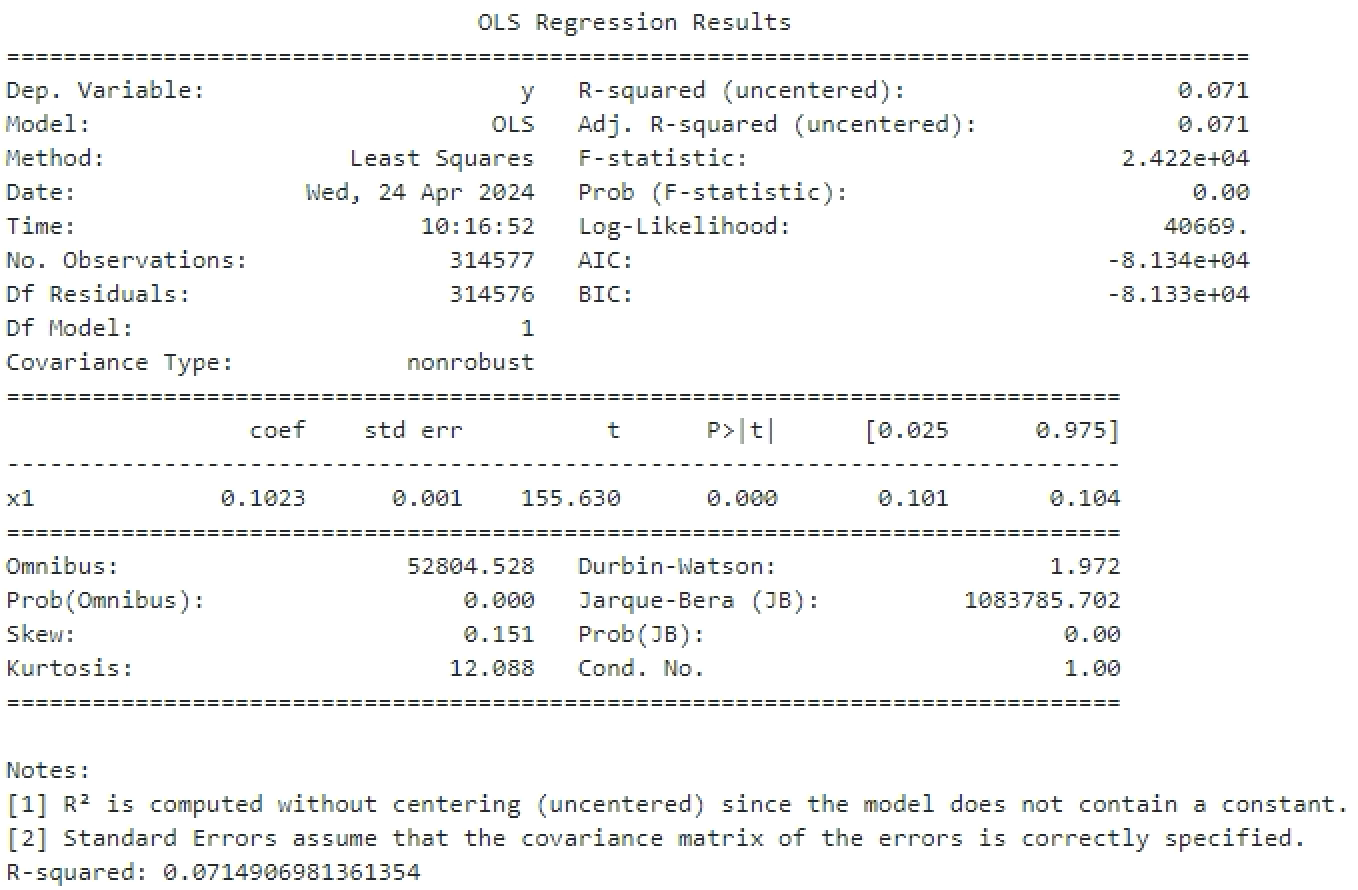 OLS Regression Results
==============================================================================
Dep. Variable: y R-squared (uncentered): 0.071
Model: OLS Adj. R-squared (uncentered): 0.071
Method: Least Squares F-statistic: 2.422e+04
Date: Wed, 24 Apr 2024 Prob (F-statistic): 0.00
Time: 10:16:52 Log-Likelihood: 40669.
No. Observations: 314577 AIC: -8.134e+04
Df Residuals: 314576 BIC: -8.133e+04
Df Model: 1
Covariance Type: nonrobust
==============================================================================
coef std err t P>|t| [0.025 0.975]
------------------------------------------------------------------------------
x1 0.1023 0.001 155.630 0.000 0.101 0.104
==============================================================================
Omnibus: 52804.528 Durbin-Watson: 1.972
Prob(Omnibus): 0.000 Jarque-Bera (JB): 1083785.702
Skew: 0.151 Prob(JB): 0.00
Kurtosis: 12.088 Cond. No. 1.00
==============================================================================
Notes:
[1] R² is computed without centering (uncentered) since the model does not contain a constant.
[2] Standard Errors assume that the covariance matrix of the errors is correctly specified.
R-squared: 0.0714906981361354